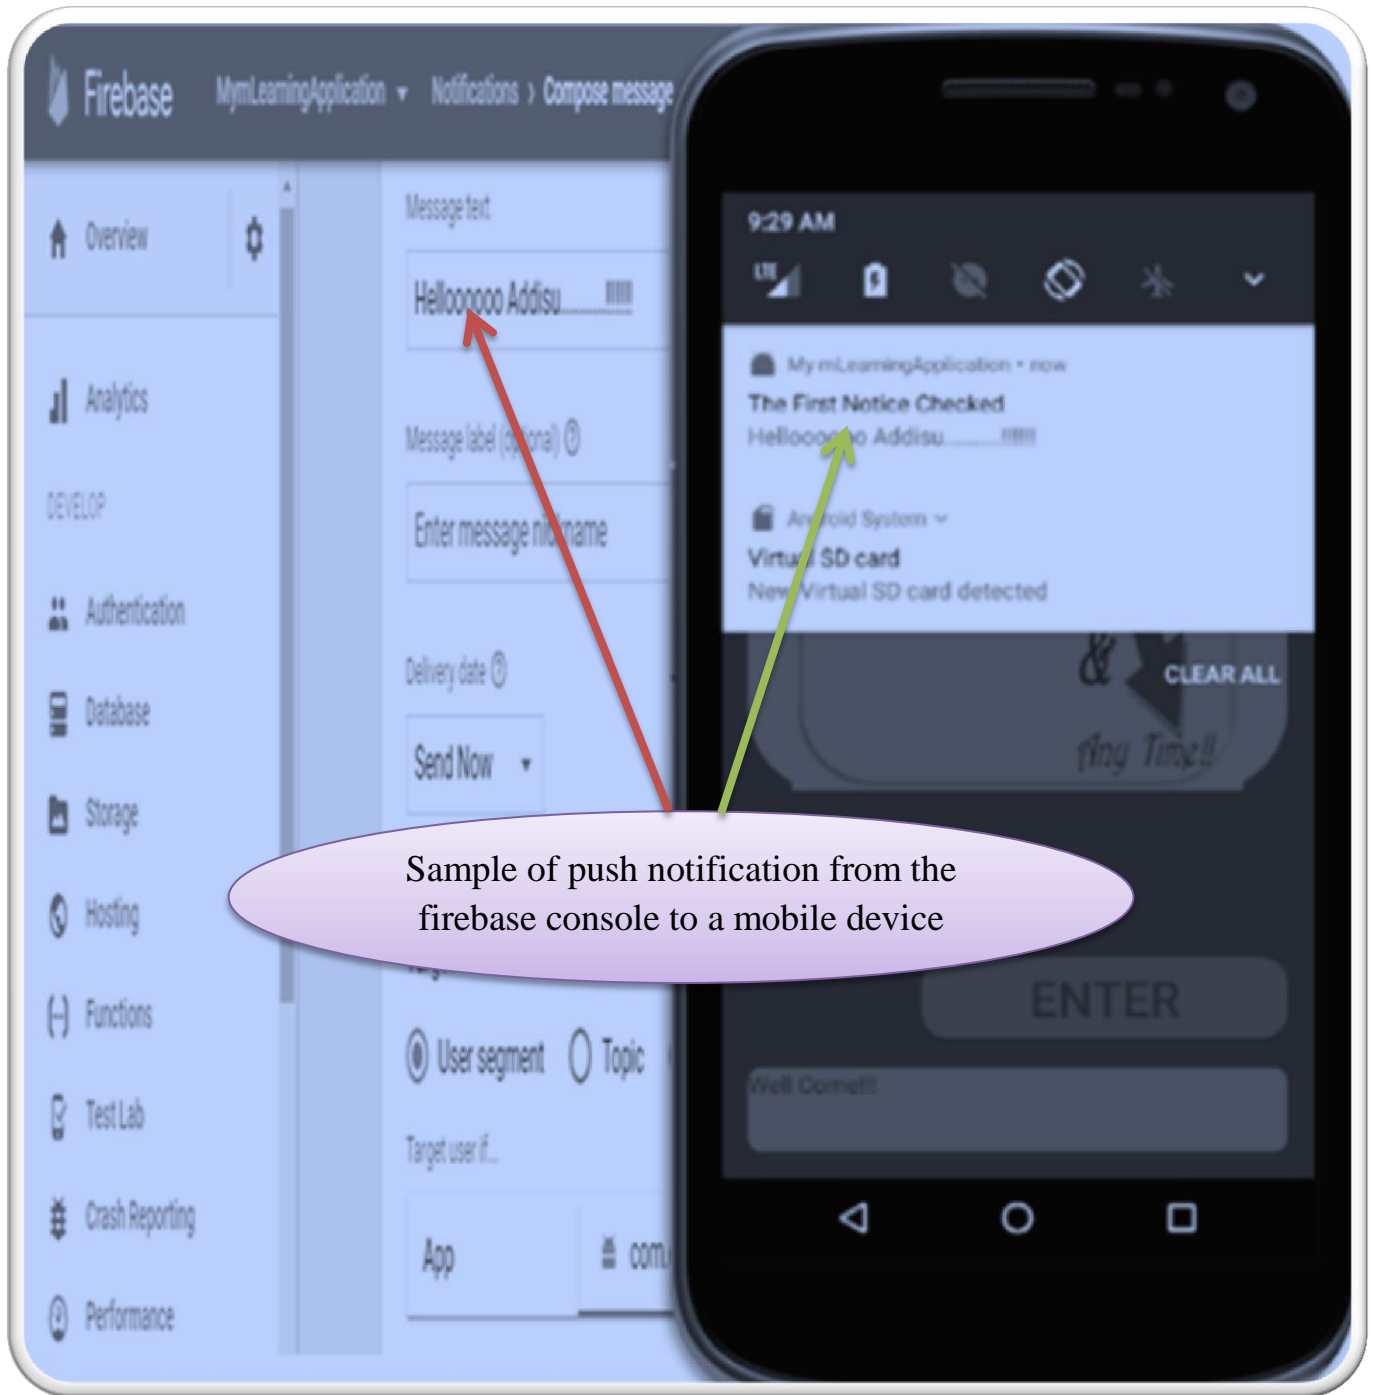 Firebase
MymLearningApplication
Notifications > Compose message
Overview
Analytics
DEVELOP
Authentication
Database
Storage
Hosting
Functions
Test Lab
Crash Reporting
Performance
Message text
Helloooooo Addisu............!!!!!!
Message label (optional)
Enter message nickname
Delivery date
Send Now
User segment
Topic
Target user if...
App
com.
9:29 AM
LTE
My mLearningApplication • now
The First Notice Checked
Helloooooo Addisu............!!!!!!
Android System
Virtual SD card
New Virtual SD card detected
&
CLEAR ALL
Any Time!!
ENTER
Well Come!!!
Sample of push notification from the
firebase console to a mobile device